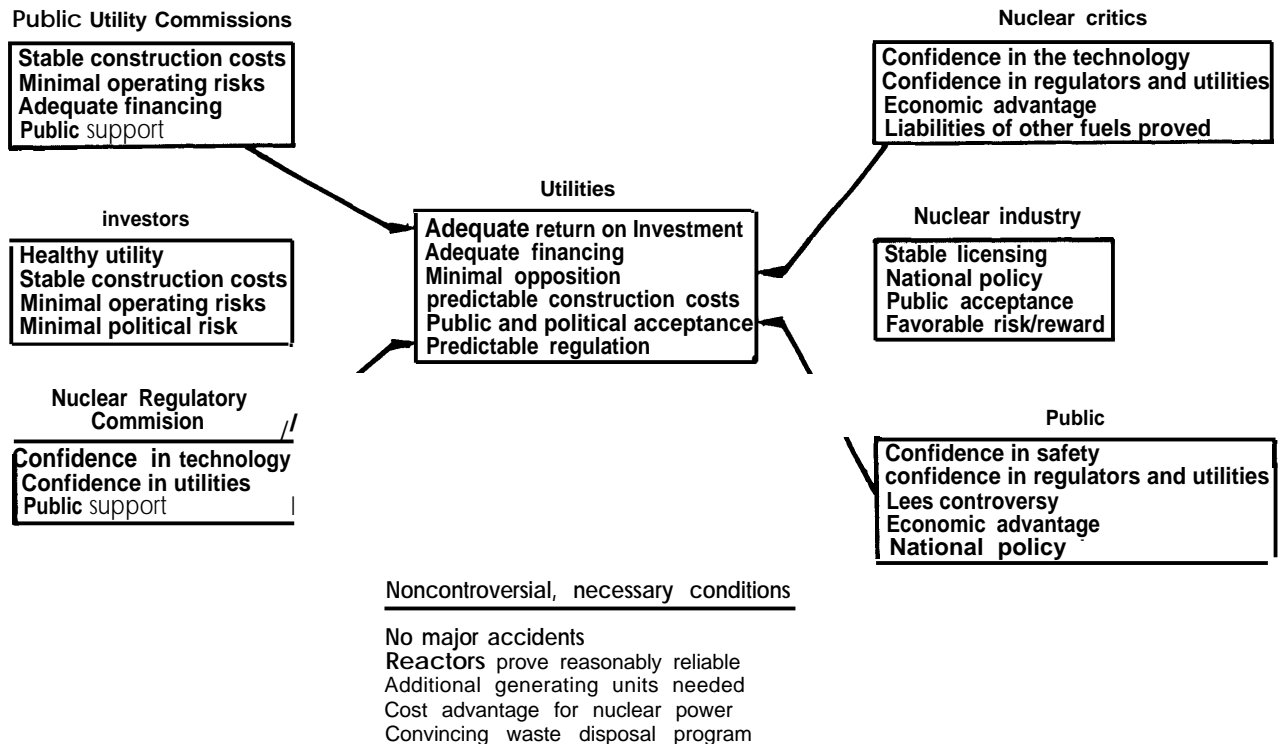 Public Utility Commissions
Stable construction costs
Minimal operating risks
Adequate financing
Public support
investors
Healthy utility
Stable construction costs
Minimal operating risks
Minimal political risk
Nuclear Regulatory
Commision
Confidence in technology
Confidence in utilities
Public support
Utilities
Adequate return on Investment
Adequate financing
Minimal opposition
predictable construction costs
Public and political acceptance
Predictable regulation
Nuclear critics
Confidence in the technology
Confidence in regulators and utilities
Economic advantage
Liabilities of other fuels proved
Nuclear industry
Stable licensing
National policy
Public acceptance
Favorable risk/reward
Public
Confidence in safety
confidence in regulators and utilities
Lees controversy
Economic advantage
National policy
Noncontroversial, necessary conditions
No major accidents
Reactors prove reasonably reliable
Additional generating units needed
Cost advantage for nuclear power
Convincing waste disposal program